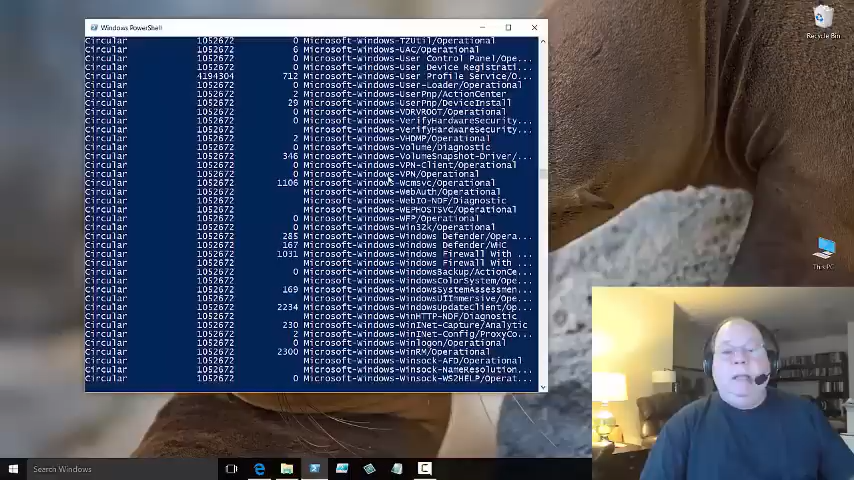 Windows PowerShell
Circular 1052672 0 Microsoft-Windows-TZUtil/Operational
Circular 1052672 6 Microsoft-Windows-UAC/Operational
Circular 1052672 0 Microsoft-Windows-User Control Panel/Ope...
Circular 1052672 0 Microsoft-Windows-User Device Registrati...
Circular 4194304 712 Microsoft-Windows-User Profile Service/O...
Circular 1052672 0 Microsoft-Windows-User-Loader/Operational
Circular 1052672 2 Microsoft-Windows-UserPnp/ActionCenter
Circular 1052672 29 Microsoft-Windows-UserPnp/DeviceInstall
Circular 1052672 0 Microsoft-Windows-VDRVROOT/Operational
Circular 1052672 0 Microsoft-Windows-VerifyHardwareSecurity...
Circular 1052672 Microsoft-Windows-VerifyHardwareSecurity...
Circular 1052672 2 Microsoft-Windows-VHDMP/Operational
Circular 1052672 0 Microsoft-Windows-Volume/Diagnostic
Circular 1052672 346 Microsoft-Windows-VolumeSnapshot-Driver/...
Circular 1052672 0 Microsoft-Windows-VPN-Client/Operational
Circular 1052672 0 Microsoft-Windows-VPN/Operational
Circular 1052672 1106 Microsoft-Windows-Wcmsvc/Operational
Circular 1052672 Microsoft-Windows-WebAuth/Operational
Circular 1052672 Microsoft-Windows-WebIO-NDF/Diagnostic
Circular 1052672 Microsoft-Windows-WEPHOSTSVC/Operational
Circular 1052672 0 Microsoft-Windows-WFP/Operational
Circular 1052672 0 Microsoft-Windows-Win32k/Operational
Circular 1052672 285 Microsoft-Windows-Windows Defender/Opera...
Circular 1052672 167 Microsoft-Windows-Windows Defender/WHC
Circular 1052672 1031 Microsoft-Windows-Windows Firewall With ...
Circular 1052672 Microsoft-Windows-Windows Firewall With ...
Circular 1052672 0 Microsoft-Windows-WindowsBackup/ActionCe...
Circular 1052672 Microsoft-Windows-WindowsColorSystem/Ope...
Circular 1052672 169 Microsoft-Windows-WindowsSystemAssessmen...
Circular 1052672 Microsoft-Windows-WindowsUIImmersive/Ope...
Circular 1052672 2234 Microsoft-Windows-WindowsUpdateClient/Ope...
Circular 1052672 Microsoft-Windows-WinHTTP-NDF/Diagnostic
Circular 1052672 230 Microsoft-Windows-WinINet-Capture/Analytic
Circular 1052672 2 Microsoft-Windows-WinINet-Config/ProxyCo...
Circular 1052672 0 Microsoft-Windows-Winlogon/Operational
Circular 1052672 2300 Microsoft-Windows-WinRM/Operational
Circular 1052672 Microsoft-Windows-Winsock-AFD/Operational
Circular 1052672 Microsoft-Windows-Winsock-NameResolution...
Circular 1052672 0 Microsoft-Windows-Winsock-WS2HELP/Operat...
Recycle Bin
This PC
Search Windows